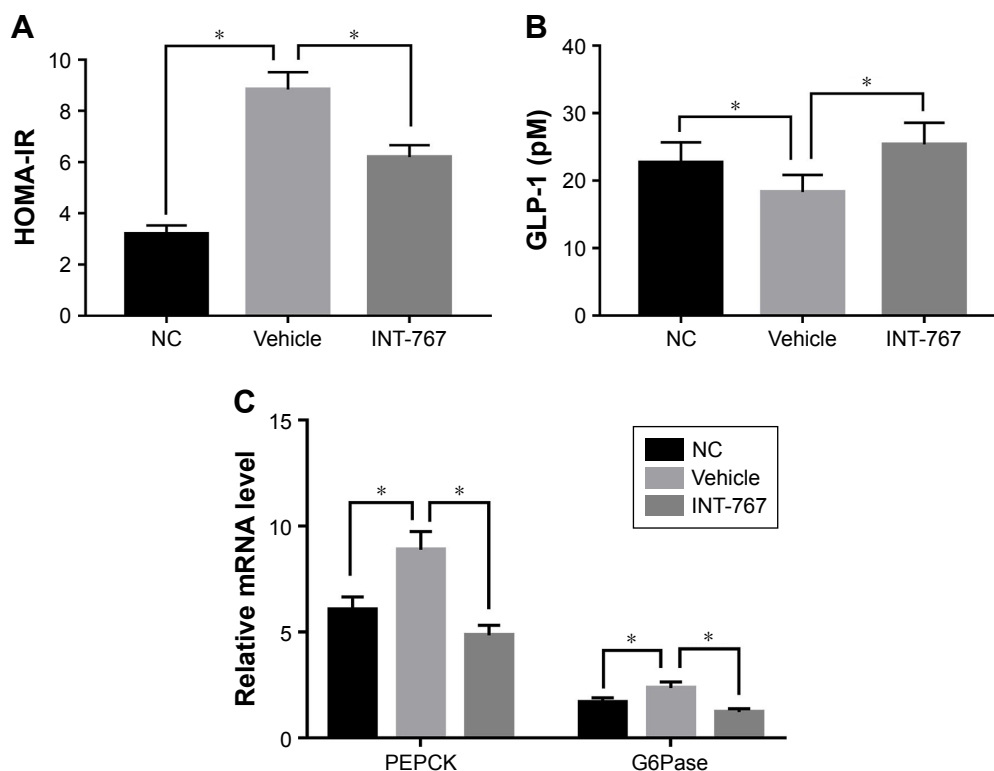 A
HOMA-IR
10
8
6
4
2
0
*
*
NC
Vehicle
INT-767
B
GLP-1 (pM)
40
30
20
10
0
*
*
NC
Vehicle
INT-767
C
Relative mRNA level
15
10
5
0
*
*
*
*
PEPCK
G6Pase
NC
Vehicle
INT-767